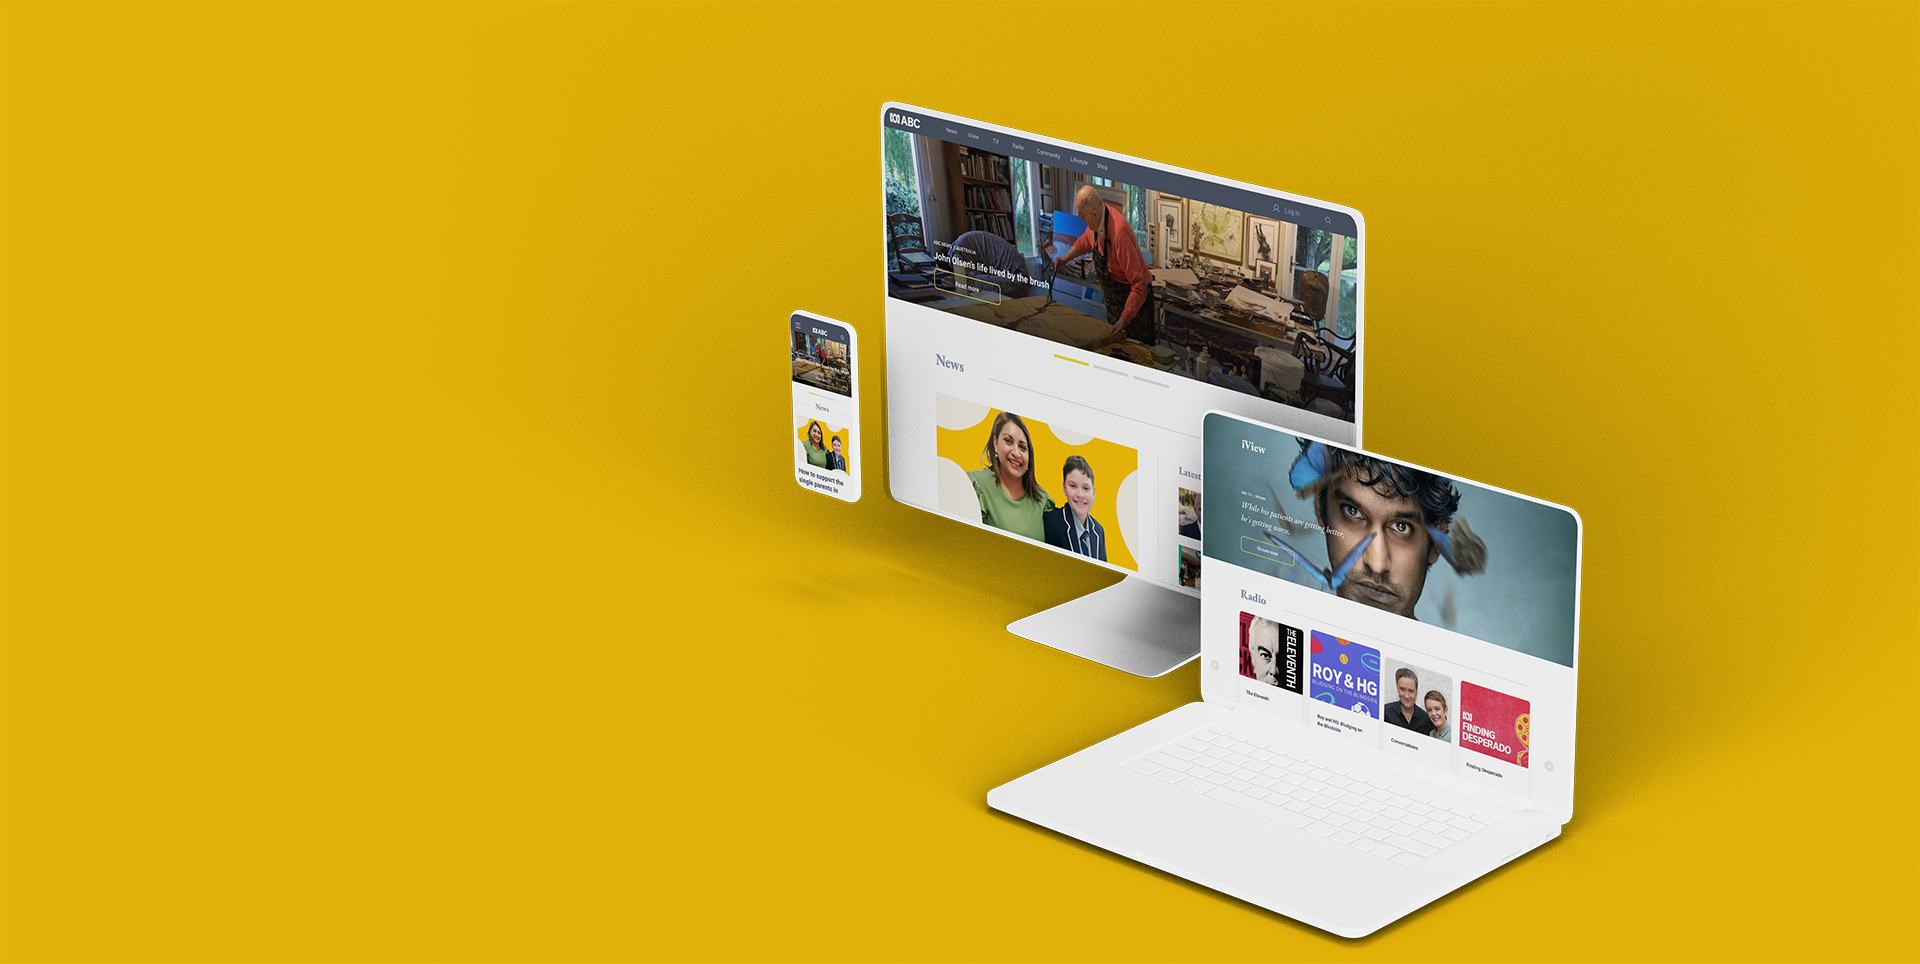 ABC
News
iView
TV
Radio
Community
Lifestyle
Shop
Log in
ABC NEWS | AUSTRALIA
John Olsen's life lived by the brush
Read more
News
Latest
ABC
News
How to support the
single parents in
iView
While his patients are getting better,
he's getting worse.
Stream now
Radio
THE ELEVENTH
The Eleventh
ROY & HG
BLUDGING ON THE BLINDSIDE
Roy and HG: Bludging on
the Blindside
Conversations
FINDING
DESPERADO
Finding Desperado